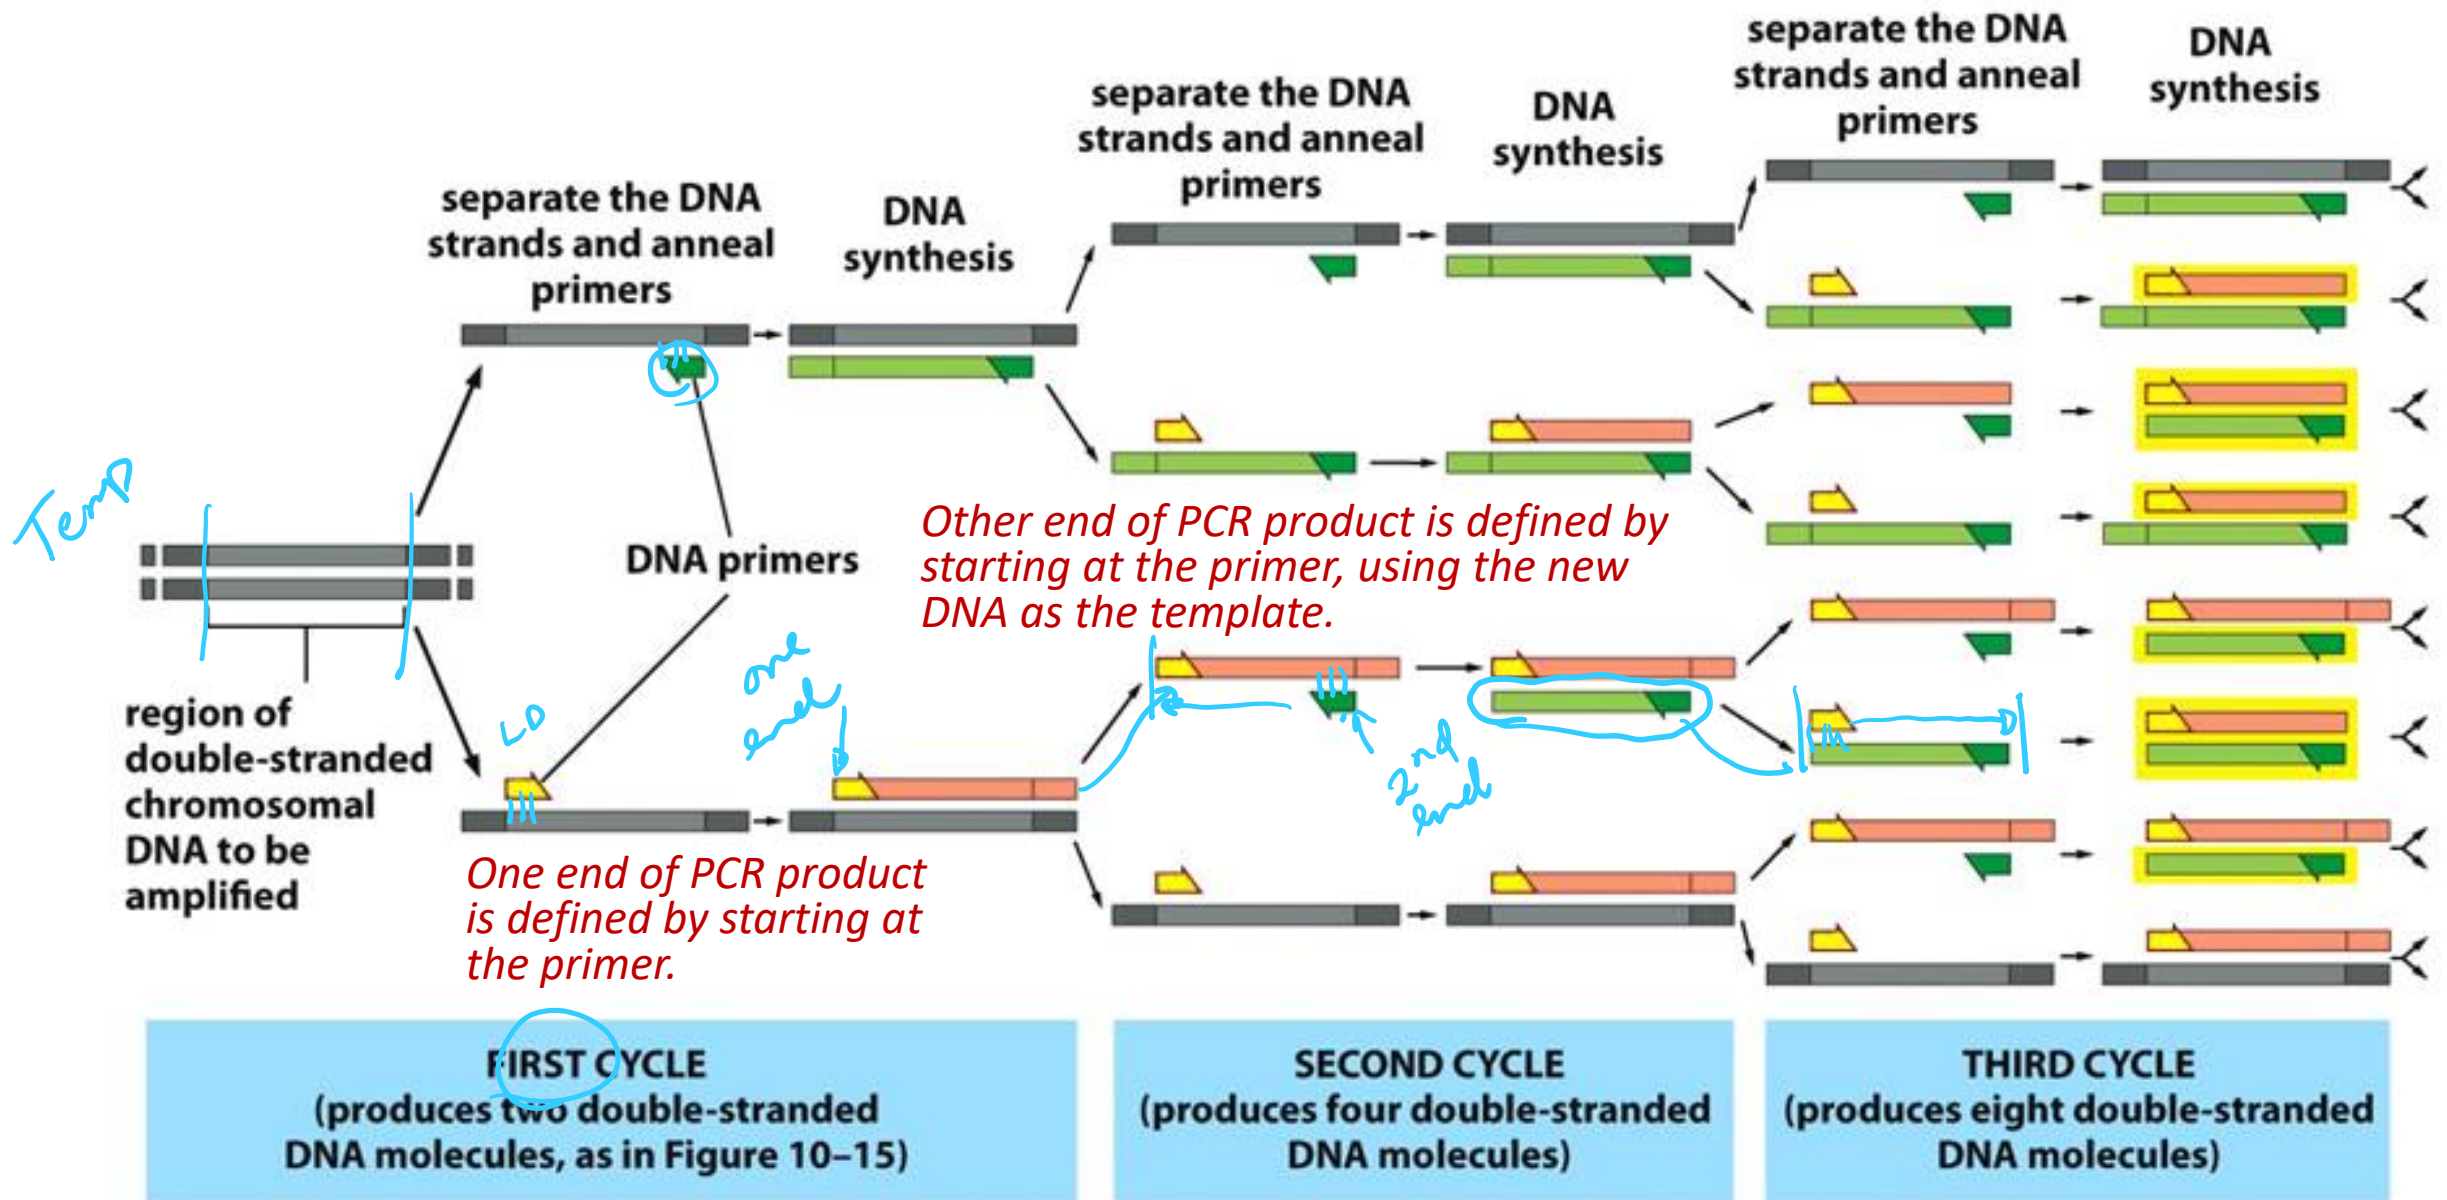 separate the DNA
strands and anneal
primers
DNA
synthesis
separate the DNA
strands and anneal
primers
DNA
synthesis
separate the DNA
strands and anneal
primers
DNA
synthesis
Temp
DNA primers
region of
double-stranded
chromosomal
DNA to be
amplified
Other end of PCR product is defined by
starting at the primer, using the new
DNA as the template.
one
end
2nd
end
One end of PCR product
is defined by starting at
the primer.
FIRST CYCLE
(produces two double-stranded
DNA molecules, as in Figure 10–15)
SECOND CYCLE
(produces four double-stranded
DNA molecules)
THIRD CYCLE
(produces eight double-stranded
DNA molecules)